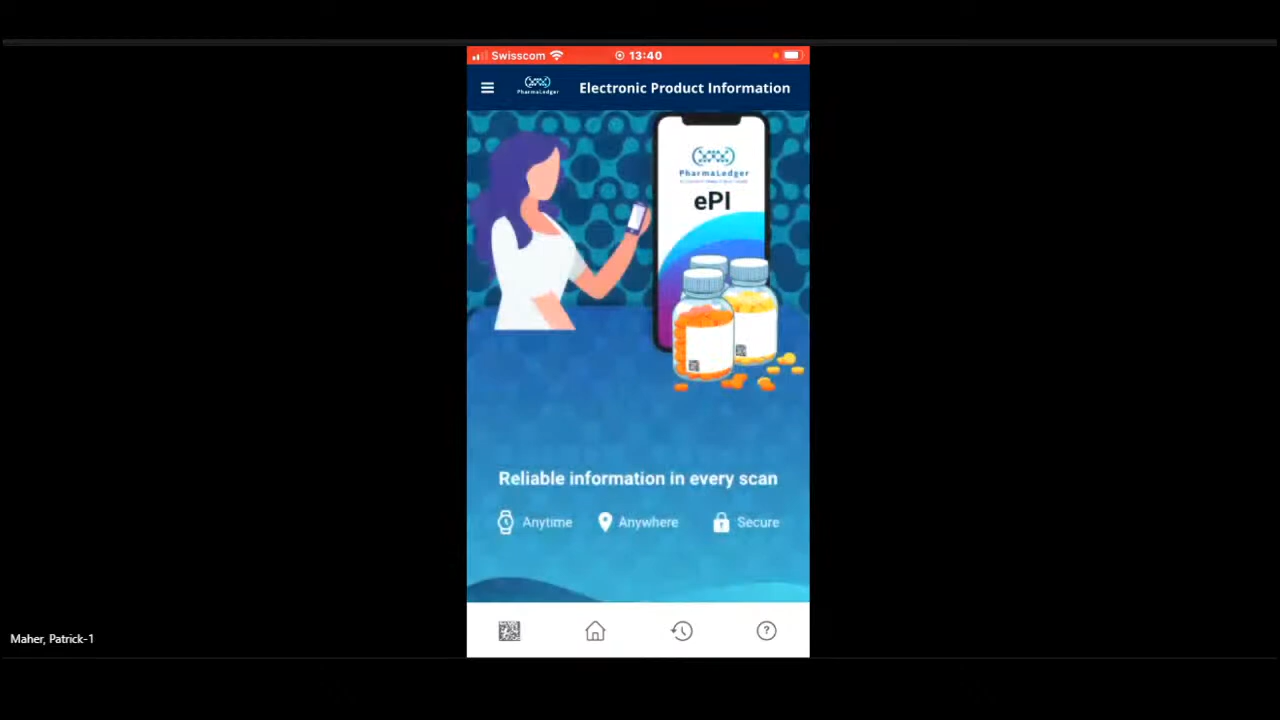 Swisscom
13:40
PharmaLedger
Electronic Product Information
PharmaLedger
ePI
Reliable information in every scan
Anytime
Anywhere
Secure
Maher, Patrick-1